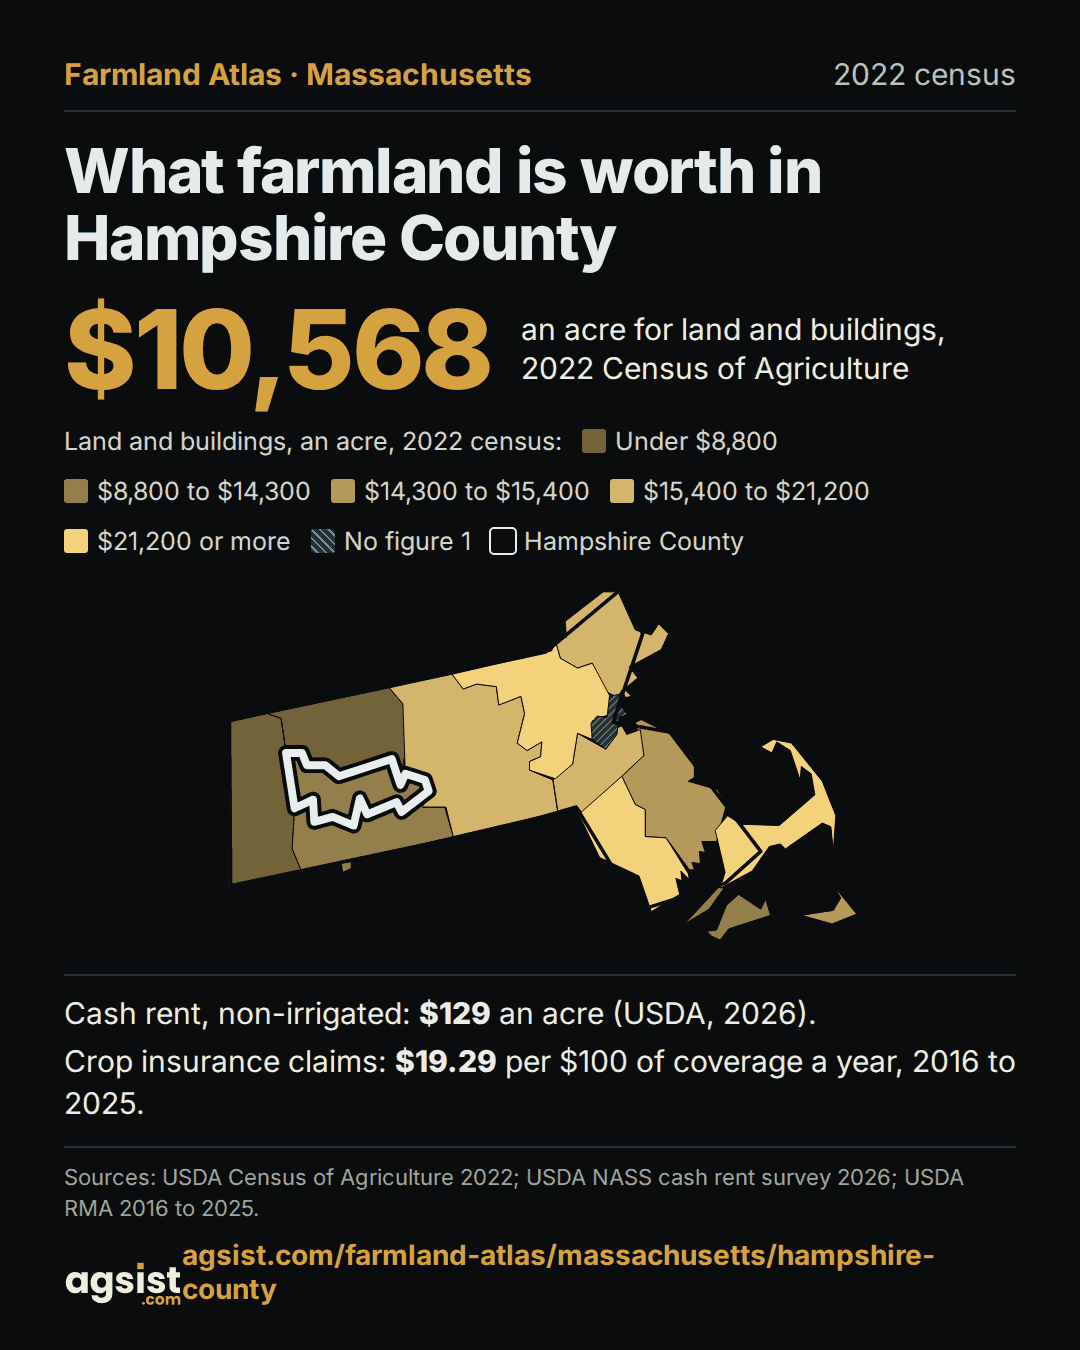 Farmland Atlas · Massachusetts
2022 census
What farmland is worth in
Hampshire County
$10,568
an acre for land and buildings,
2022 Census of Agriculture
Land and buildings, an acre, 2022 census: Under $8,800
$8,800 to $14,300 $14,300 to $15,400 $15,400 to $21,200
$21,200 or more No figure 1 Hampshire County
Cash rent, non-irrigated: $129 an acre (USDA, 2026).
Crop insurance claims: $19.29 per $100 of coverage a year, 2016 to
2025.
Sources: USDA Census of Agriculture 2022; USDA NASS cash rent survey 2026; USDA
RMA 2016 to 2025.
agsist.com
agsist.com/farmland-atlas/massachusetts/hampshire-
county